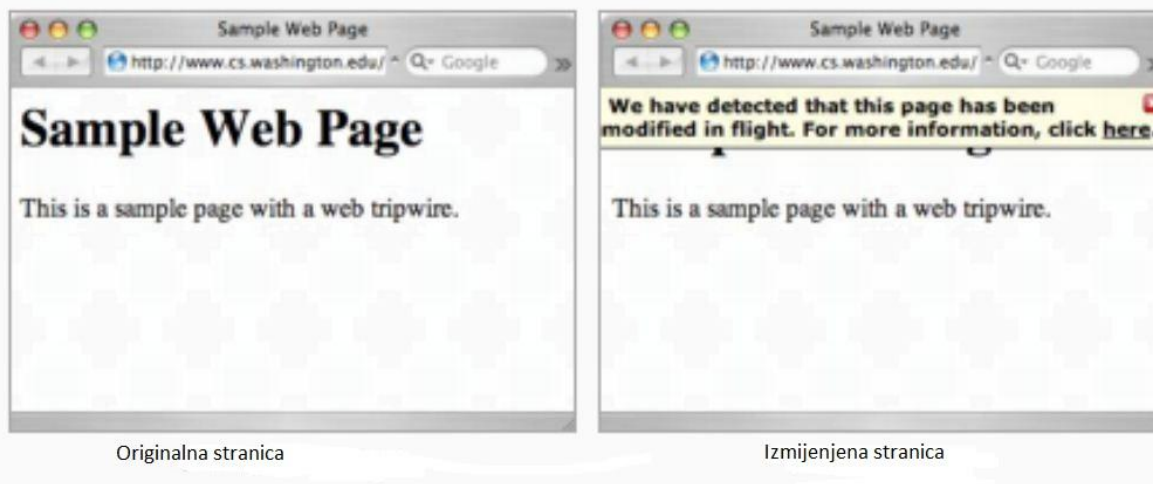 Sample Web Page
http://www.cs.washington.edu/
Google
Sample Web Page
This is a sample page with a web tripwire.
Originalna stranica
Sample Web Page
http://www.cs.washington.edu/
Google
We have detected that this page has been
modified in flight. For more information, click here.
This is a sample page with a web tripwire.
Izmijenjena stranica